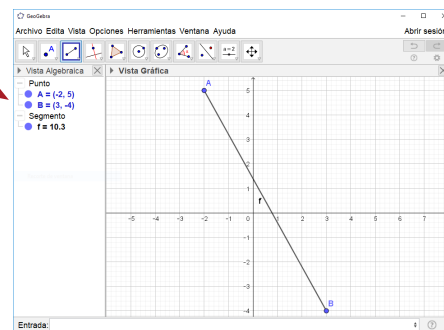 GeoGebra
Archivo Edita Vista Opciones Herramientas Ventana Ayuda Abrir sesió
A a=2
Vista Algebraica Vista Gráfica
Punto
A = (-2, 5)
B = (3, -4)
Segmento
f = 10.3
A
5
4
3
2
1
f
-5 -4 -3 -2 -1 0 1 2 3 4 5 6 7
-1
-2
-3
-4
B
Entrada: